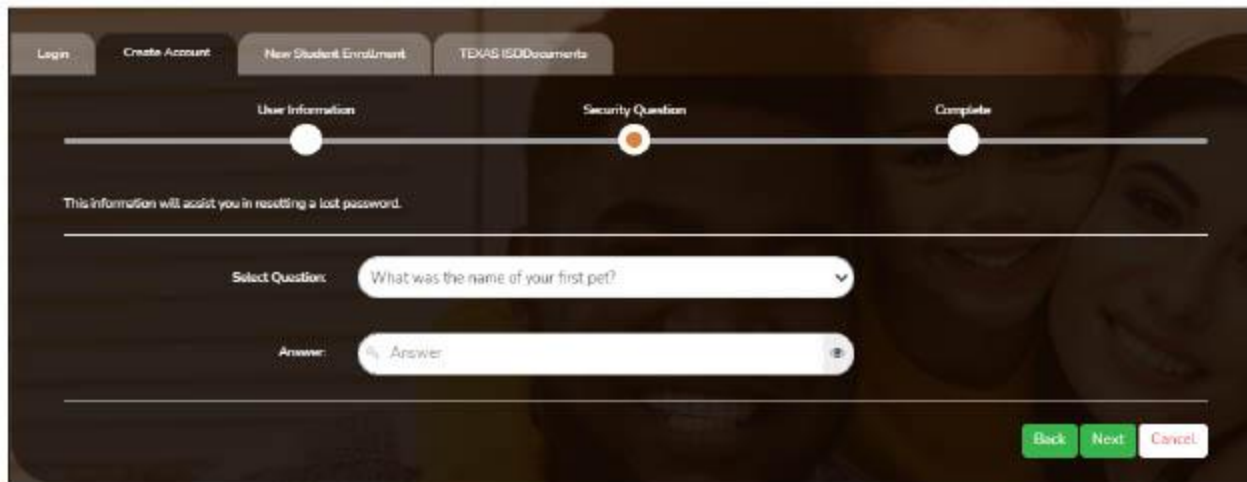 Login Create Account New Student Enrollment TEXAS ISDDocuments
User Information Security Question Complete
This information will assist you in resetting a lost password.
Select Question: What was the name of your first pet?
Answer: Answer
Back Next Cancel